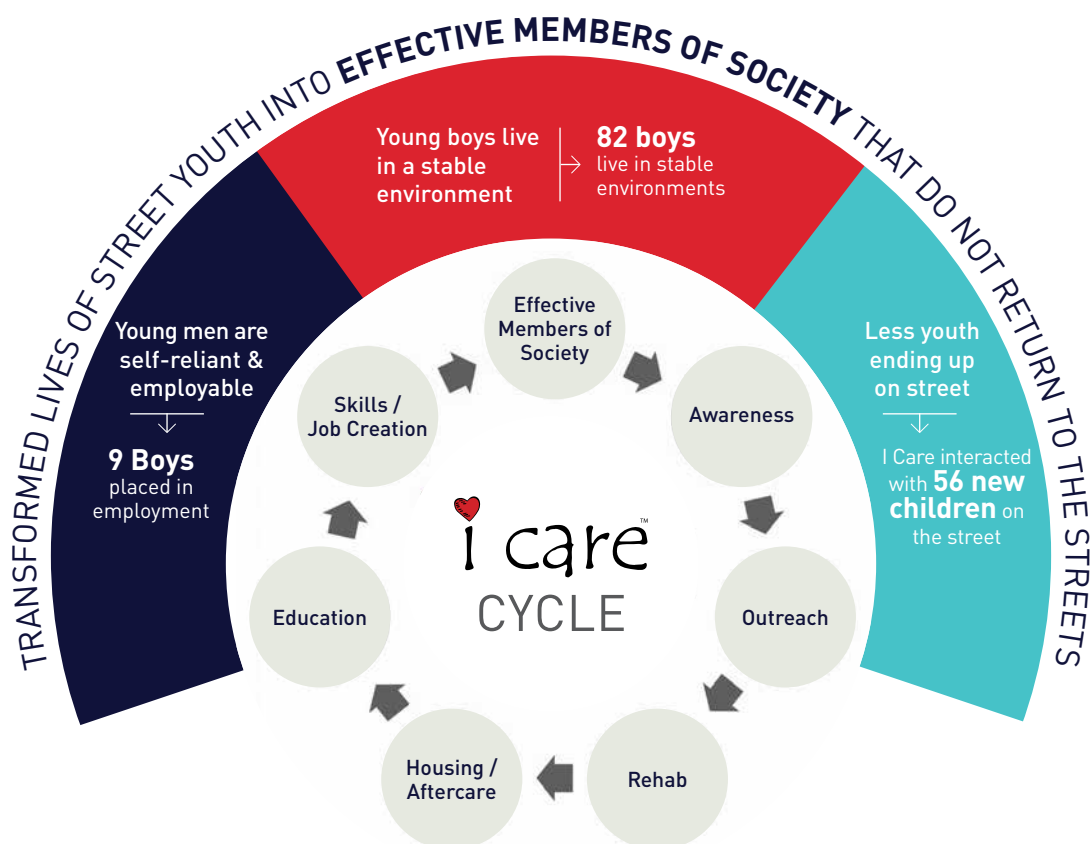 TRANSFORMED LIVES OF STREET YOUTH INTO EFFECTIVE MEMBERS OF SOCIETY THAT DO NOT RETURN TO THE STREETS
Young boys live
in a stable
environment
82 boys
live in stable
environments
Young men are
self-reliant &
employable
9 Boys
placed in
employment
Less youth
ending up
on street
I Care interacted
with 56 new
children on
the street
Effective
Members of
Society
Awareness
Outreach
Rehab
Housing /
Aftercare
Education
Skills /
Job Creation
i care™
CYCLE